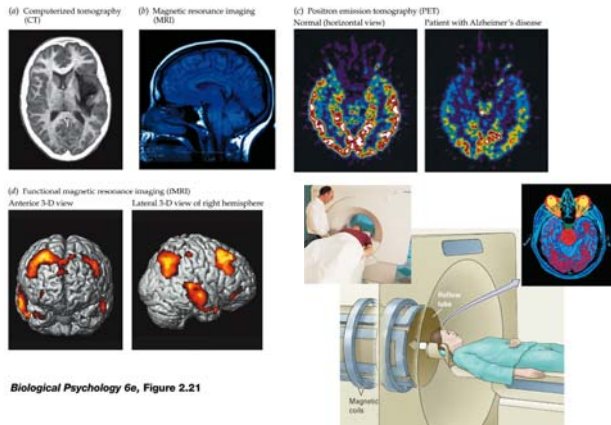 (a) Computerized tomography
(CT)
(b) Magnetic resonance imaging
(MRI)
(c) Positron emission tomography (PET)
Normal (horizontal view)
Patient with Alzheimer's disease
(d) Functional magnetic resonance imaging (fMRI)
Anterior 3-D view
Lateral 3-D view of right hemisphere
Hollow
tube
Magnetic
coils
Biological Psychology 6e, Figure 2.21